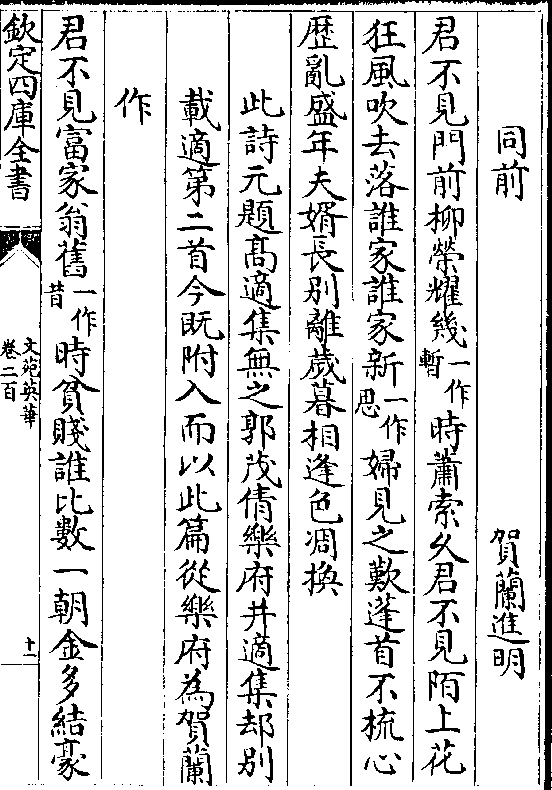 同前 賀蘭進明
君不見門前柳榮耀幾一作暫時蕭索久君不見陌上花
狂風吹去落誰家誰家新一作思婦見之歎蓬首不梳心
歴亂盛年夫婿長别離歲暮相逢色凋換
此詩元題髙適集無之郭茂倩樂府并適集却别
載適第二首今既附入而以此篇從樂府為賀蘭
作
君不見富家翁舊一作昔時貧賤誰比數一朝金多結豪
欽定四庫全書 文苑英華卷二百 十一